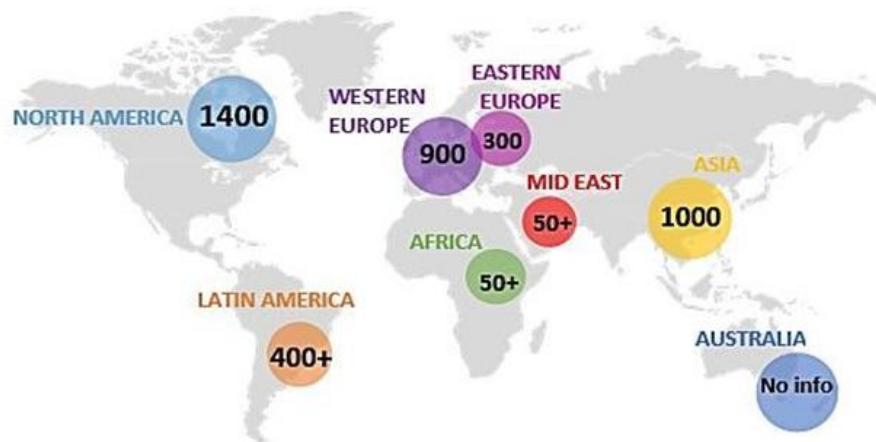 NORTH AMERICA
1400
WESTERN
EUROPE
900
EASTERN
EUROPE
300
MID EAST
50+
ASIA
1000
AFRICA
50+
LATIN AMERICA
400+
AUSTRALIA
No info